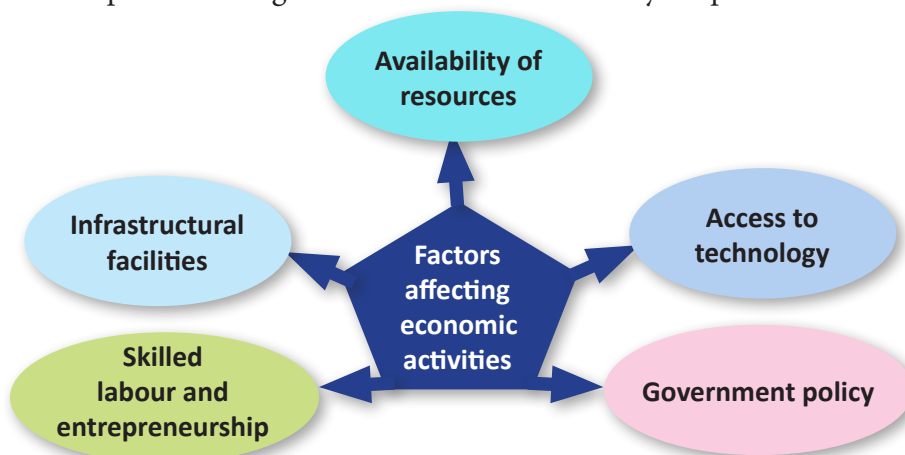 Availability of
resources
Infrastructural
facilities
Access to
technology
Factors
affecting
economic
activities
Skilled
labour and
entrepreneurship
Government policy